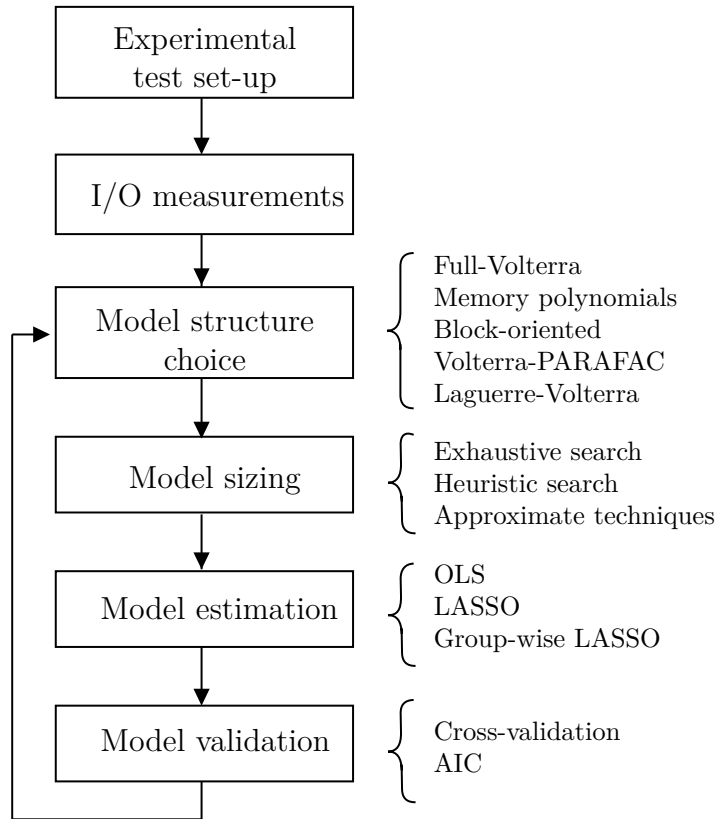 Experimental
test set-up
I/O measurements
Model structure
choice
Full-Volterra
Memory polynomials
Block-oriented
Volterra-PARAFAC
Laguerre-Volterra
Model sizing
Exhaustive search
Heuristic search
Approximate techniques
Model estimation
OLS
LASSO
Group-wise LASSO
Model validation
Cross-validation
AIC